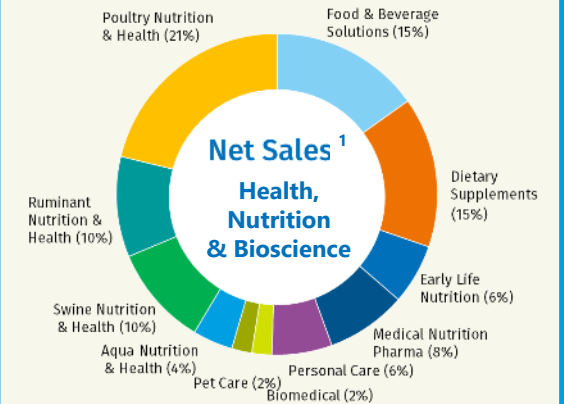 Poultry Nutrition
& Health (21%)
Food & Beverage
Solutions (15%)
Net Sales 1
Health,
Nutrition
& Bioscience
Dietary
Supplements
(15%)
Ruminant
Nutrition &
Health (10%)
Early Life
Nutrition (6%)
Swine Nutrition
& Health (10%)
Medical Nutrition
Pharma (8%)
Aqua Nutrition
& Health (4%)
Personal Care (6%)
Pet Care (2%)
Biomedical (2%)